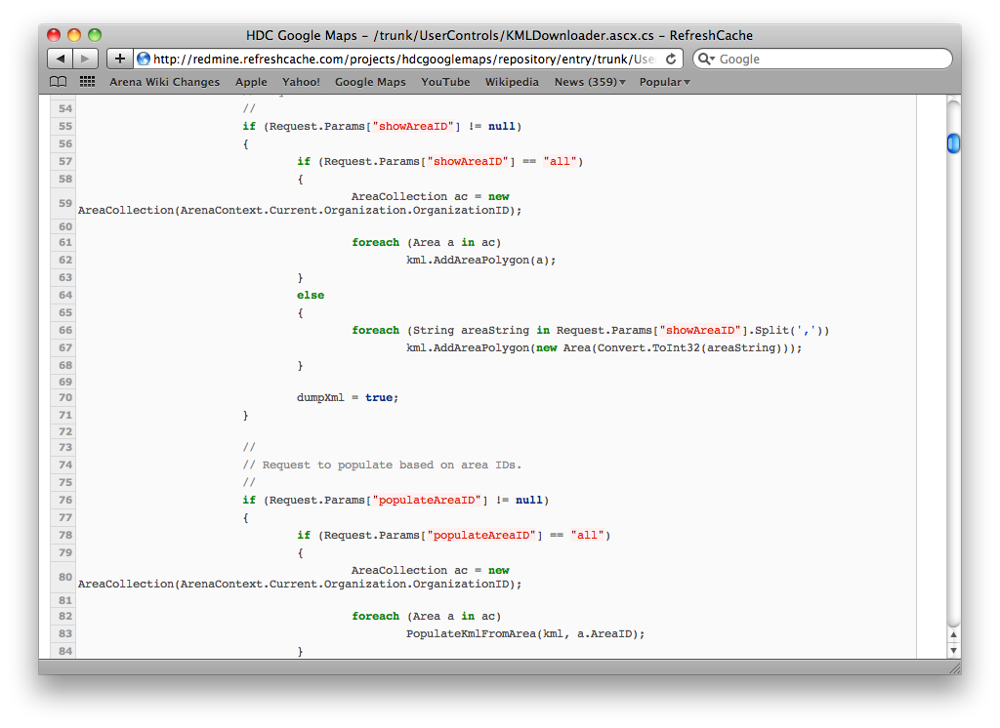 HDC Google Maps – /trunk/UserControls/KMLDownloader.ascx.cs – RefreshCache
http://redmine.refreshcache.com/projects/hdcgooglemaps/repository/entry/trunk/Use
Google
Arena Wiki Changes Apple Yahoo! Google Maps YouTube Wikipedia News (359) Popular
54 //
55 if (Request.Params["showAreaID"] != null)
56 {
57 if (Request.Params["showAreaID"] == "all")
58 {
59 AreaCollection ac = new
AreaCollection(ArenaContext.Current.Organization.OrganizationID);
60
61 foreach (Area a in ac)
62 kml.AddAreaPolygon(a);
63 }
64 else
65 {
66 foreach (String areaString in Request.Params["showAreaID"].Split(','))
67 kml.AddAreaPolygon(new Area(Convert.ToInt32(areaString)));
68 }
69
70 dumpXml = true;
71 }
72
73 //
74 // Request to populate based on area IDs.
75 //
76 if (Request.Params["populateAreaID"] != null)
77 {
78 if (Request.Params["populateAreaID"] == "all")
79 {
80 AreaCollection ac = new
AreaCollection(ArenaContext.Current.Organization.OrganizationID);
81
82 foreach (Area a in ac)
83 PopulateKmlFromArea(kml, a.AreaID);
84 }